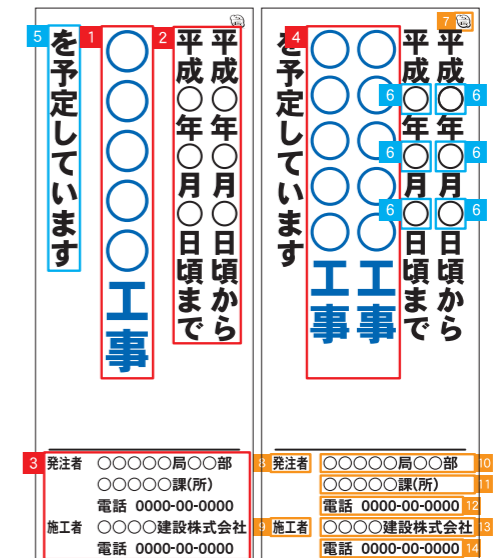 平成○年○月○日頃から
平成○年○月○日頃まで
○○○○○工事
を予定しています
発注者 ○○○○○局○○部
○○○○○課(所)
電話 0000-00-0000
施工者 ○○○○建設株式会社
電話 0000-00-0000
5
1
2
3
平成○年○月○日頃から
平成○年○月○日頃まで
○○○○○工事
○○○○○工事
を予定しています
発注者 ○○○○○局○○部
○○○○○課(所)
電話 0000-00-0000
施工者 ○○○○建設株式会社
電話 0000-00-0000
4
7
6
6
6
6
6
6
8
10
11
12
9
13
14